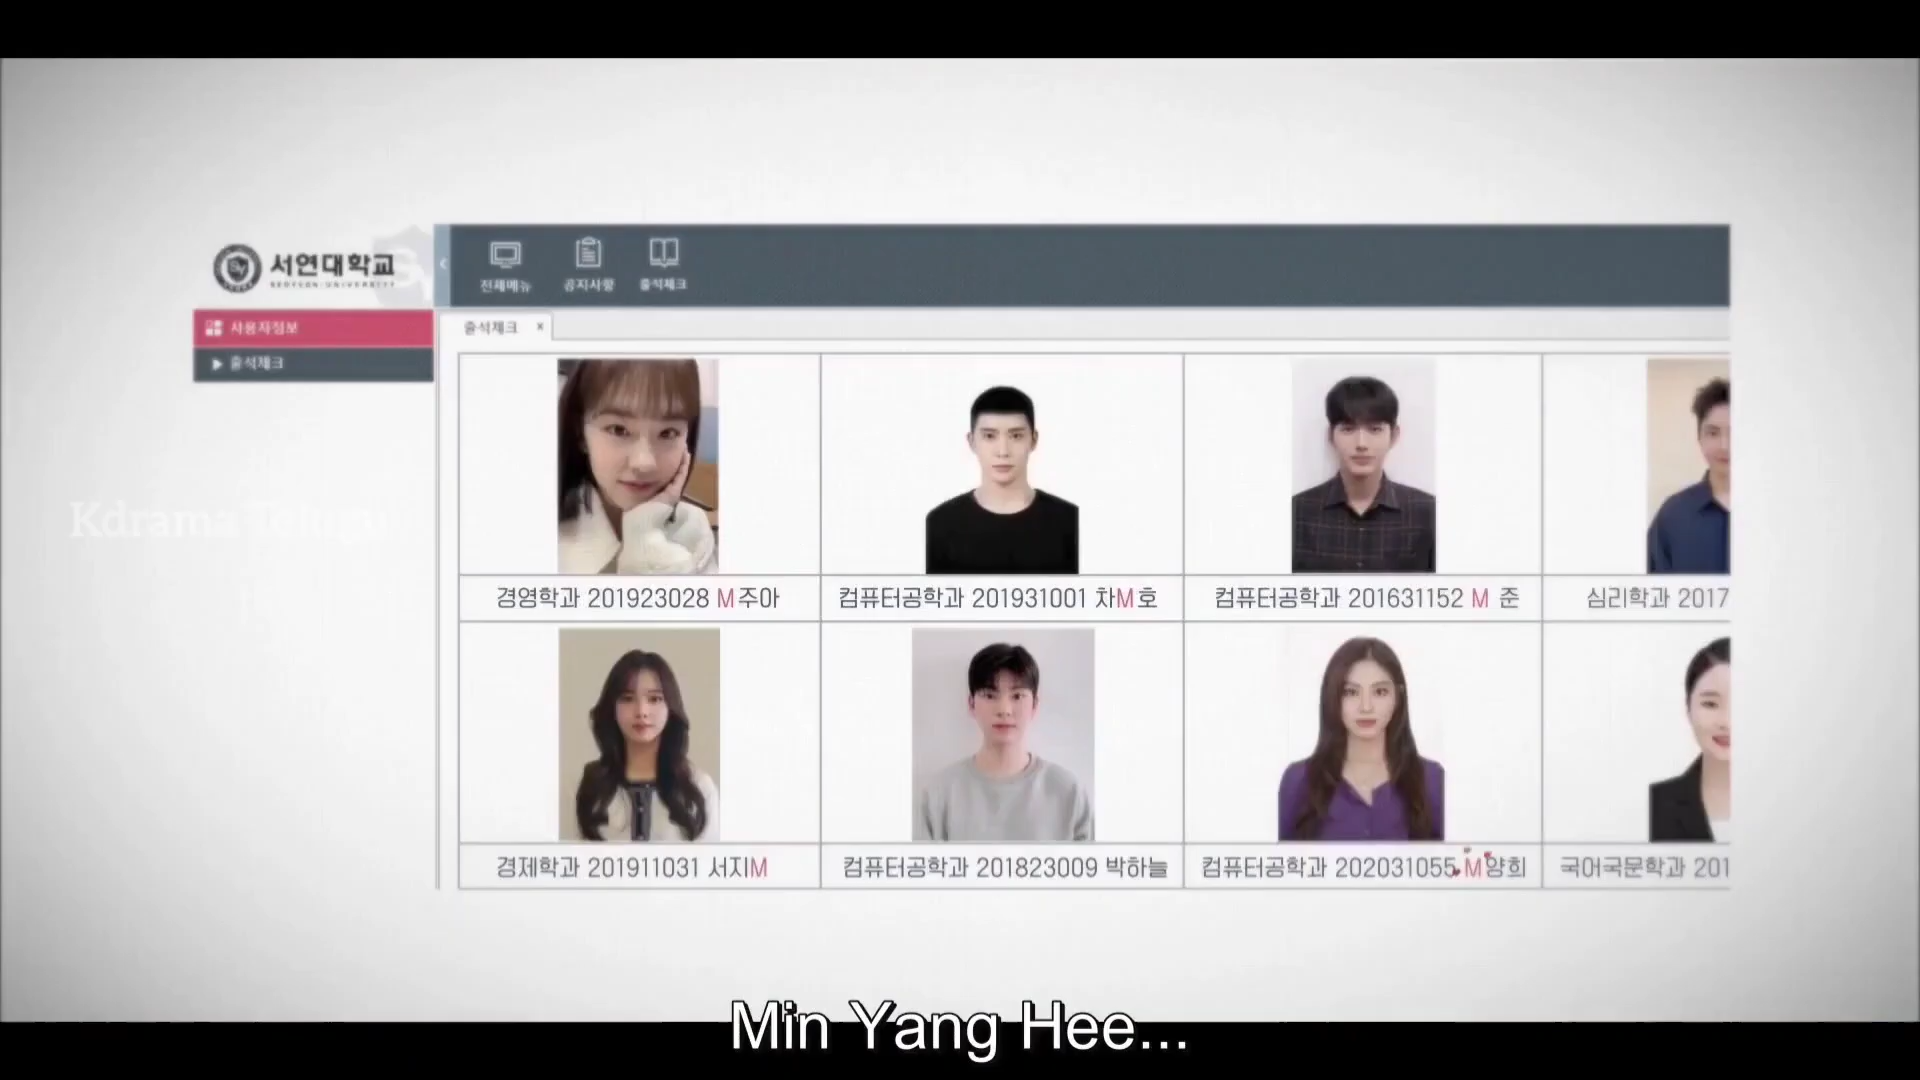 서연대학교
SEOYEON UNIVERSITY
전체메뉴
공지사항
출석체크
사용자정보
출석체크
출석체크 ×
Kdrama
경영학과 201923028 M주아
컴퓨터공학과 201931001 차M호
컴퓨터공학과 201631152 M 준
심리학과 2017
경제학과 201911031 서지M
컴퓨터공학과 201823009 박하늘
컴퓨터공학과 202031055 M양희
국어국문학과 201
Min Yang Hee...